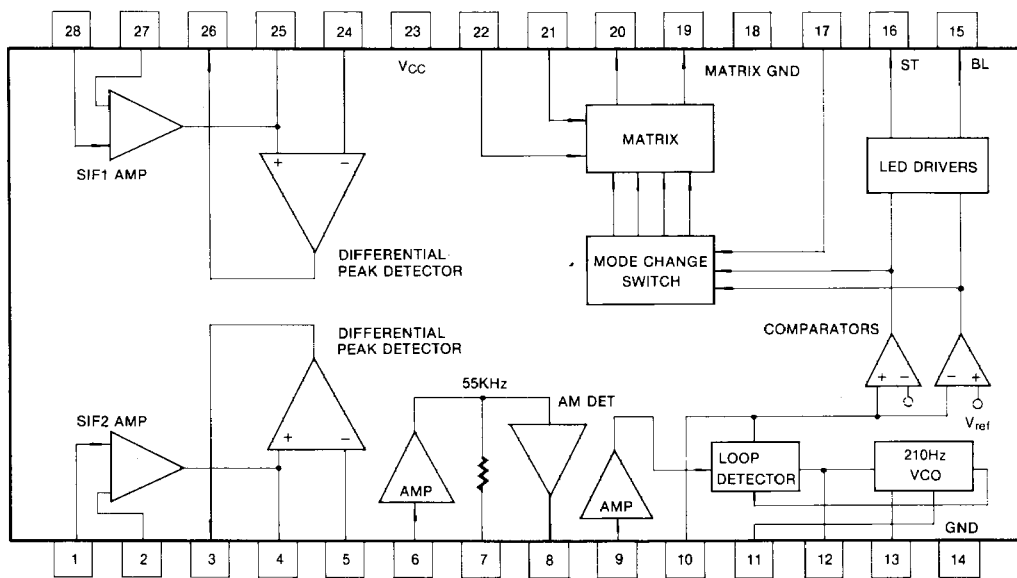 28 27 26 25 24 23 22 21 20 19 18 17 16 15
VCC
MATRIX GND
ST
BL
SIF1 AMP
+ −
MATRIX
LED DRIVERS
DIFFERENTIAL
PEAK DETECTOR
MODE CHANGE
SWITCH
DIFFERENTIAL
PEAK DETECTOR
COMPARATORS
+ −
− +
Vref
55KHz
AM DET
SIF2 AMP
+ −
AMP
AMP
LOOP
DETECTOR
210Hz
VCO
GND
1 2 3 4 5 6 7 8 9 10 11 12 13 14